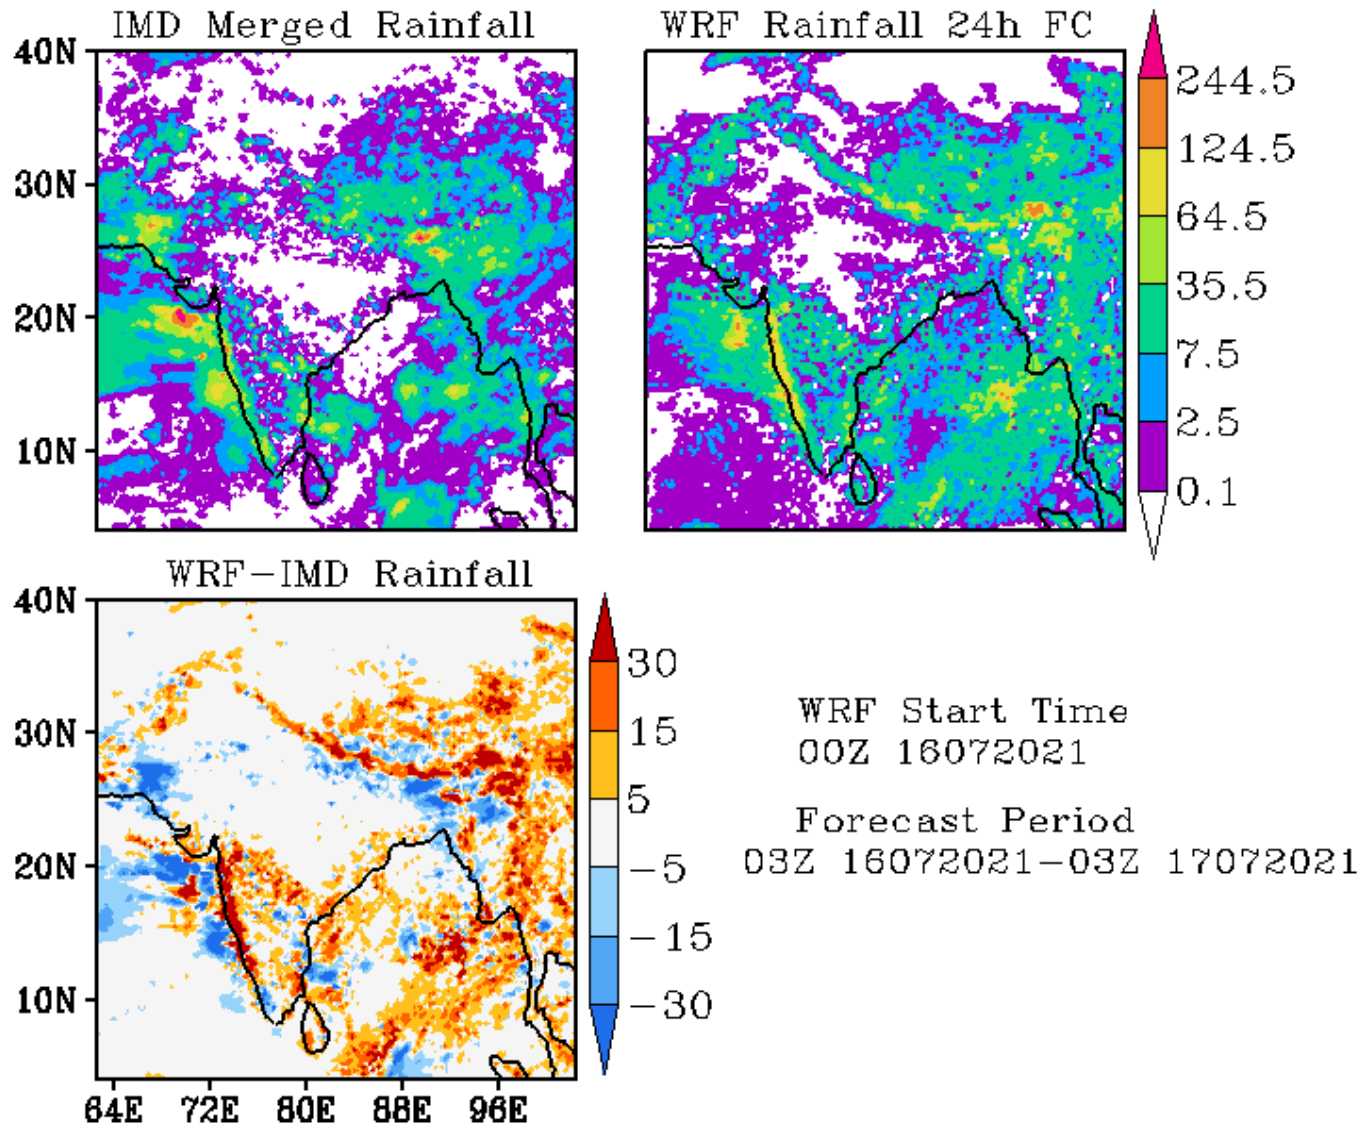 IMD Merged Rainfall
WRF Rainfall 24h FC
40N
30N
20N
10N
244.5
124.5
64.5
35.5
7.5
2.5
0.1
WRF-IMD Rainfall
40N
30N
20N
10N
64E 72E 80E 88E 96E
30
15
5
-5
-15
-30
WRF Start Time
00Z 16072021
Forecast Period
03Z 16072021-03Z 17072021